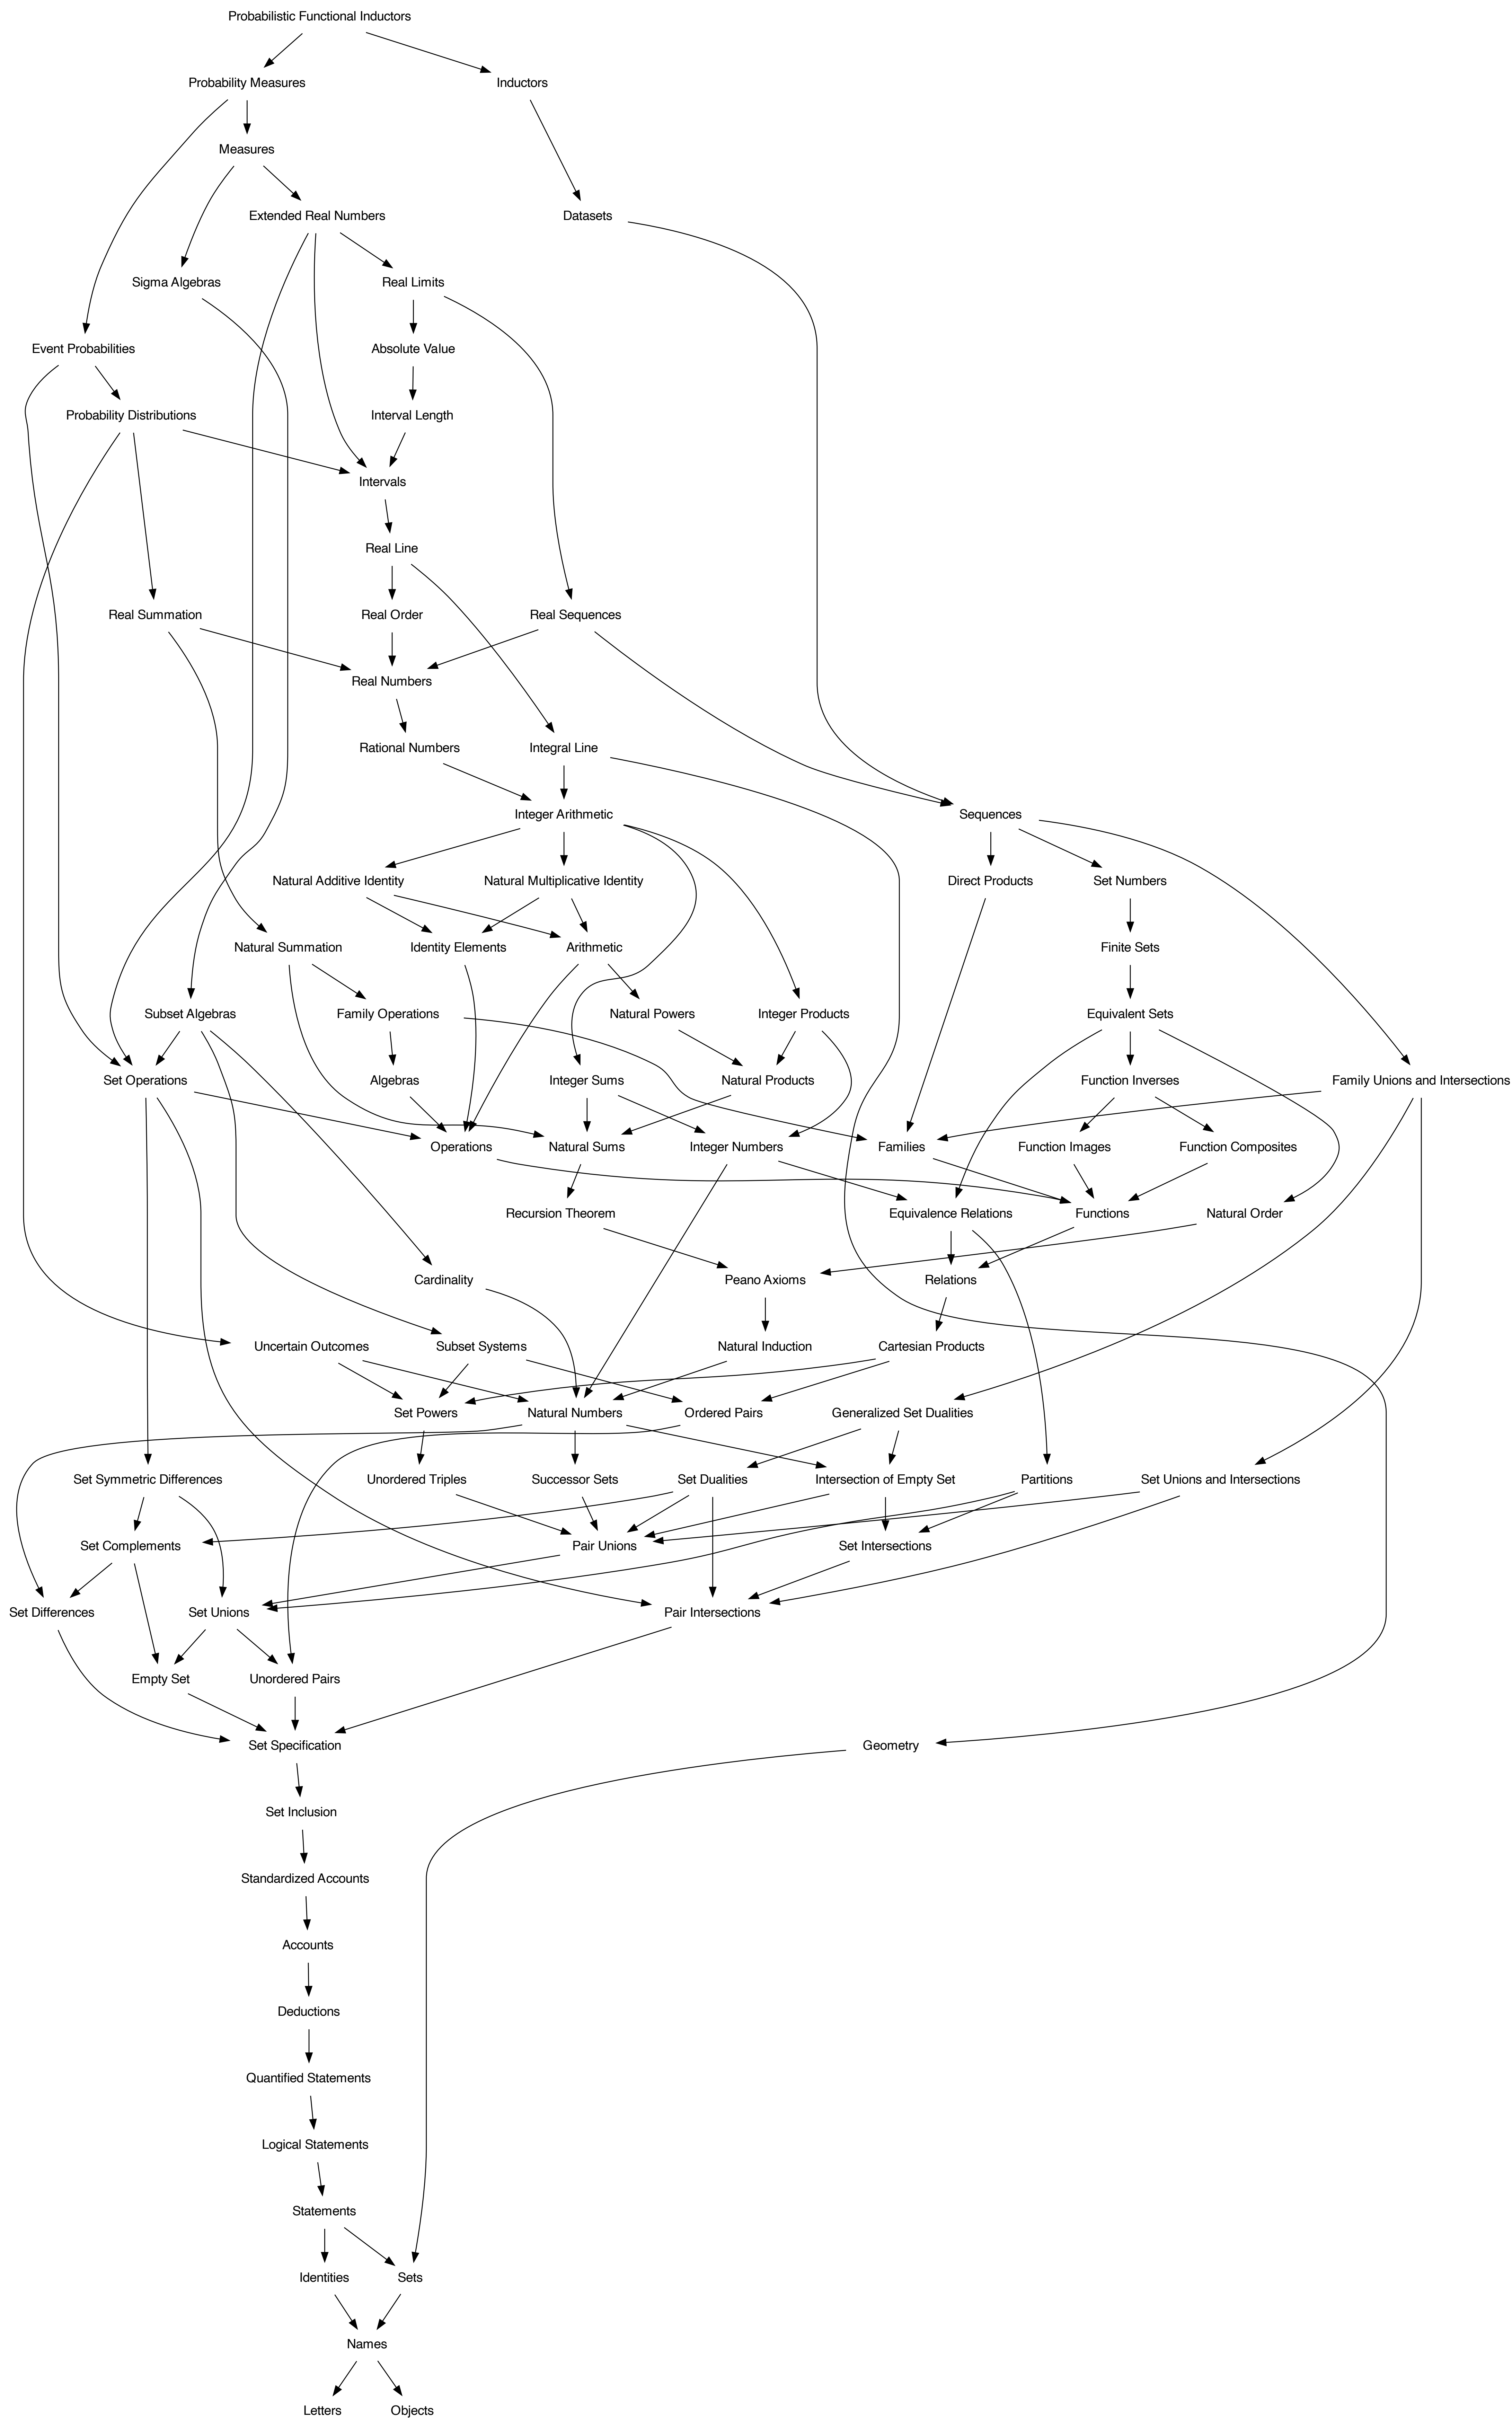 Probabilistic Functional Inductors
Probability Measures
Inductors
Measures
Extended Real Numbers
Datasets
Sigma Algebras
Real Limits
Event Probabilities
Absolute Value
Probability Distributions
Interval Length
Intervals
Real Line
Real Summation
Real Order
Real Sequences
Real Numbers
Rational Numbers
Integral Line
Integer Arithmetic
Sequences
Natural Additive Identity
Natural Multiplicative Identity
Direct Products
Set Numbers
Natural Summation
Identity Elements
Arithmetic
Finite Sets
Subset Algebras
Family Operations
Natural Powers
Integer Products
Equivalent Sets
Set Operations
Algebras
Integer Sums
Natural Products
Function Inverses
Family Unions and Intersections
Operations
Natural Sums
Integer Numbers
Families
Function Images
Function Composites
Recursion Theorem
Equivalence Relations
Functions
Natural Order
Cardinality
Peano Axioms
Relations
Uncertain Outcomes
Subset Systems
Natural Induction
Cartesian Products
Set Powers
Natural Numbers
Ordered Pairs
Generalized Set Dualities
Set Symmetric Differences
Unordered Triples
Successor Sets
Set Dualities
Intersection of Empty Set
Partitions
Set Unions and Intersections
Set Complements
Pair Unions
Set Intersections
Set Differences
Set Unions
Pair Intersections
Empty Set
Unordered Pairs
Set Specification
Geometry
Set Inclusion
Standardized Accounts
Accounts
Deductions
Quantified Statements
Logical Statements
Statements
Identities
Sets
Names
Letters
Objects